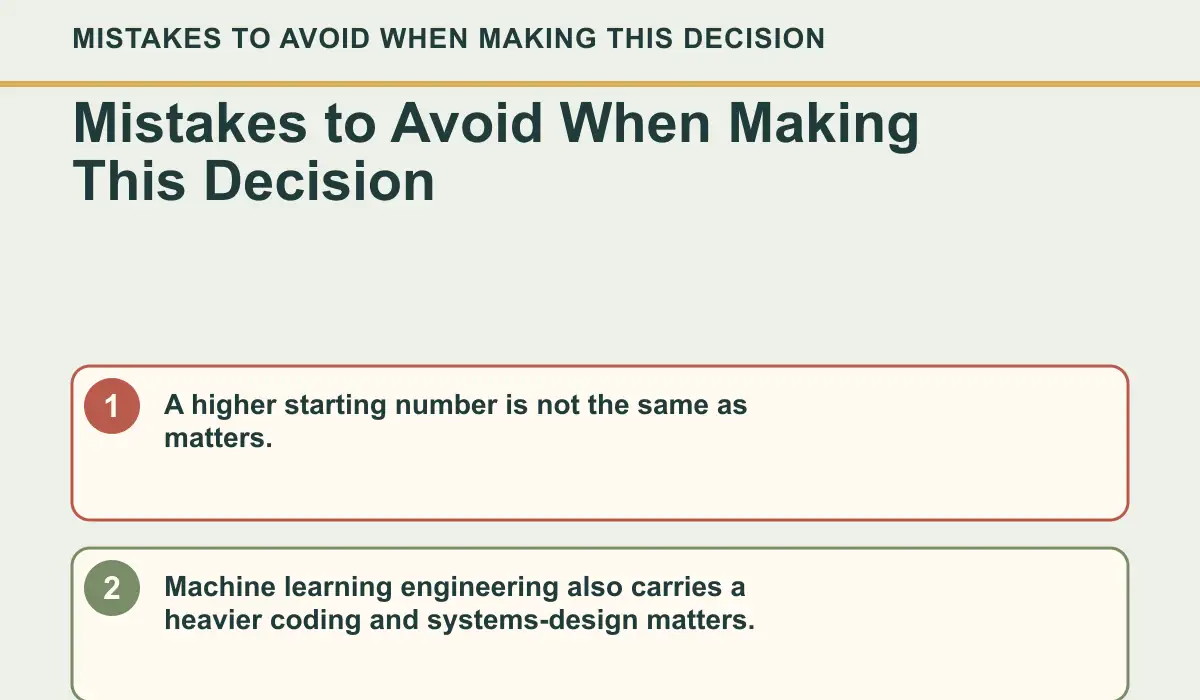 MISTAKES TO AVOID WHEN MAKING THIS DECISION
Mistakes to Avoid When Making
This Decision
1
A higher starting number is not the same as
matters.
2
Machine learning engineering also carries a
heavier coding and systems-design matters.